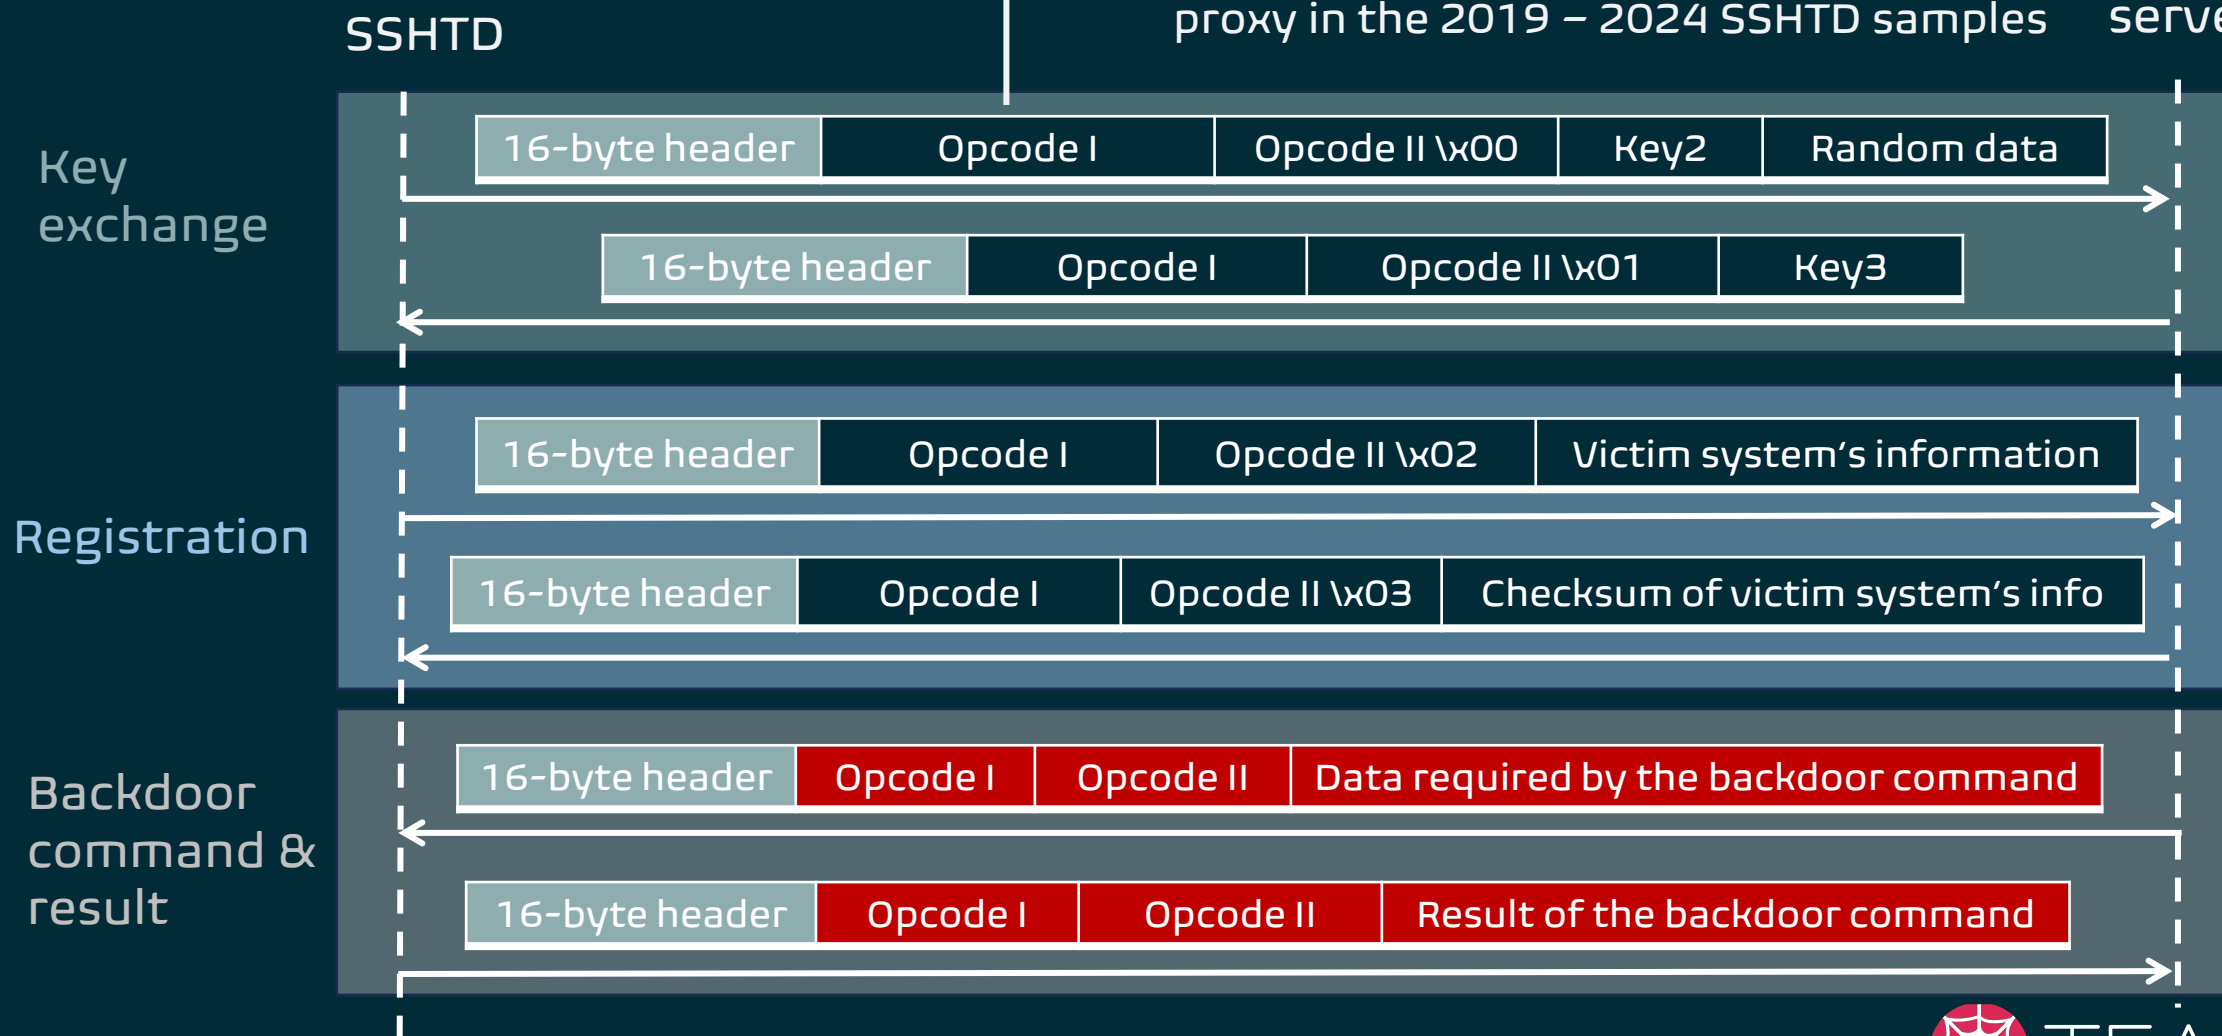 SSHTD
proxy in the 2019 – 2024 SSHTD samples
Key
exchange
16-byte header Opcode I Opcode II \x00 Key2 Random data
16-byte header Opcode I Opcode II \x01 Key3
Registration
16-byte header Opcode I Opcode II \x02 Victim system's information
16-byte header Opcode I Opcode II \x03 Checksum of victim system's info
Backdoor
command &
result
16-byte header Opcode I Opcode II Data required by the backdoor command
16-byte header Opcode I Opcode II Result of the backdoor command